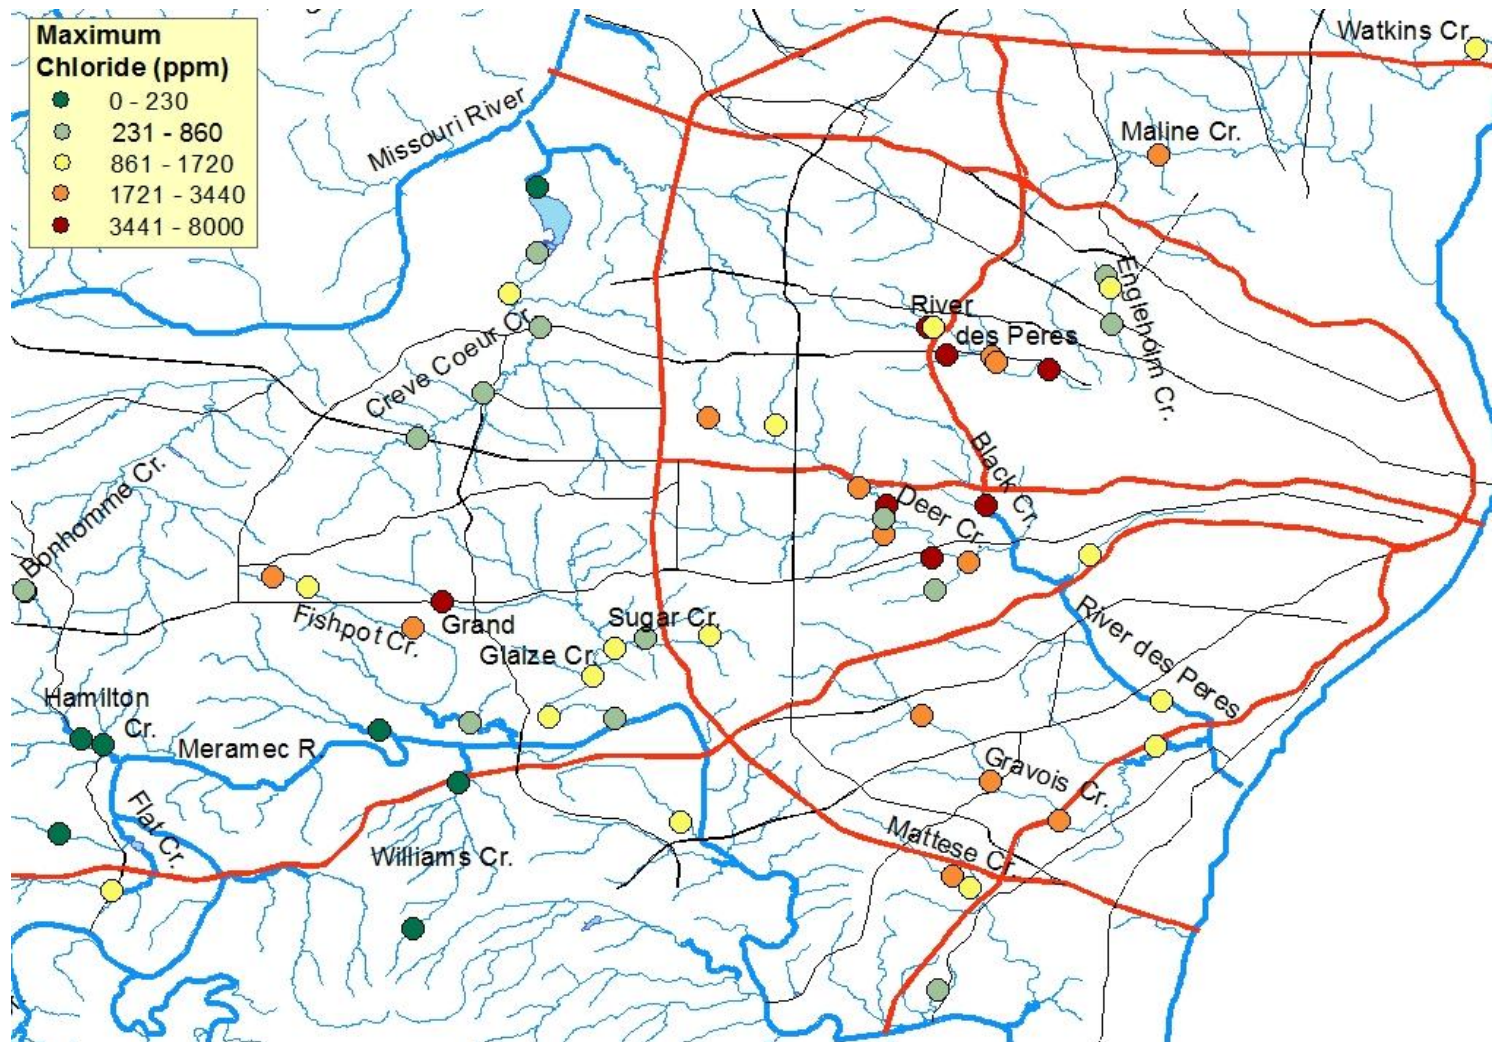 Maximum
Chloride (ppm)
0 - 230
231 - 860
861 - 1720
1721 - 3440
3441 - 8000
Watkins Cr.
Missouri River
Maline Cr.
River
des Peres
Engleholm Cr.
Creve Coeur Cr.
Black Cr.
Deer Cr.
Bonhomme Cr.
Fishpot Cr.
Grand
Glaize Cr.
Sugar Cr.
River des Peres
Hamilton
Cr.
Meramec R.
Flat Cr.
Gravois Cr.
Mattese Cr.
Williams Cr.